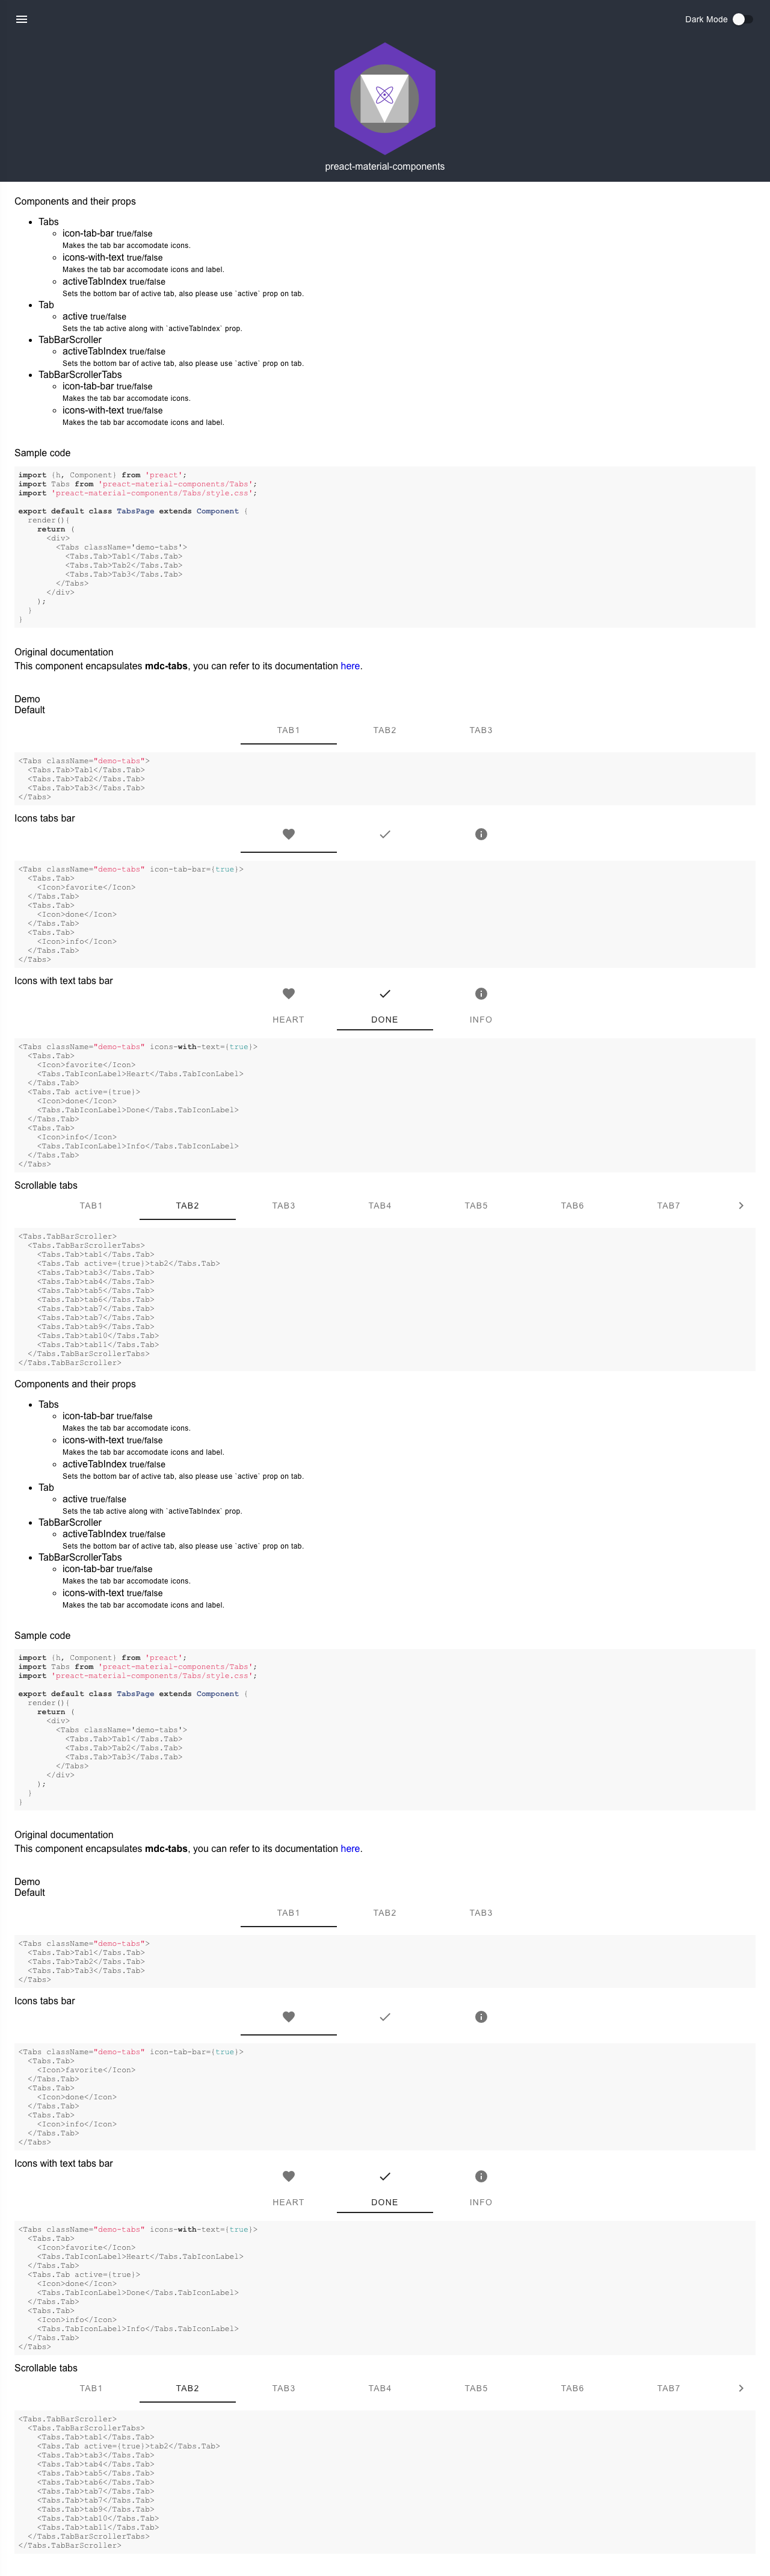 Dark Mode
preact-material-components
Components and their props
Tabs
icon-tab-bar true/false
Makes the tab bar accomodate icons.
icons-with-text true/false
Makes the tab bar accomodate icons and label.
activeTabIndex true/false
Sets the bottom bar of active tab, also please use `active` prop on tab.
Tab
active true/false
Sets the tab active along with `activeTabIndex` prop.
TabBarScroller
activeTabIndex true/false
Sets the bottom bar of active tab, also please use `active` prop on tab.
TabBarScrollerTabs
icon-tab-bar true/false
Makes the tab bar accomodate icons.
icons-with-text true/false
Makes the tab bar accomodate icons and label.
Sample code
import {h, Component} from 'preact';
import Tabs from 'preact-material-components/Tabs';
import 'preact-material-components/Tabs/style.css';
export default class TabsPage extends Component {
render(){
return (
<div>
<Tabs className='demo-tabs'>
<Tabs.Tab>Tab1</Tabs.Tab>
<Tabs.Tab>Tab2</Tabs.Tab>
<Tabs.Tab>Tab3</Tabs.Tab>
</Tabs>
</div>
);
}
}
Original documentation
This component encapsulates mdc-tabs, you can refer to its documentation here.
Demo
Default
TAB1 TAB2 TAB3
<Tabs className="demo-tabs">
<Tabs.Tab>Tab1</Tabs.Tab>
<Tabs.Tab>Tab2</Tabs.Tab>
<Tabs.Tab>Tab3</Tabs.Tab>
</Tabs>
Icons tabs bar
<Tabs className="demo-tabs" icon-tab-bar={true}>
<Tabs.Tab>
<Icon>favorite</Icon>
</Tabs.Tab>
<Tabs.Tab>
<Icon>done</Icon>
</Tabs.Tab>
<Tabs.Tab>
<Icon>info</Icon>
</Tabs.Tab>
</Tabs>
Icons with text tabs bar
HEART DONE INFO
<Tabs className="demo-tabs" icons-with-text={true}>
<Tabs.Tab>
<Icon>favorite</Icon>
<Tabs.TabIconLabel>Heart</Tabs.TabIconLabel>
</Tabs.Tab>
<Tabs.Tab active={true}>
<Icon>done</Icon>
<Tabs.TabIconLabel>Done</Tabs.TabIconLabel>
</Tabs.Tab>
<Tabs.Tab>
<Icon>info</Icon>
<Tabs.TabIconLabel>Info</Tabs.TabIconLabel>
</Tabs.Tab>
</Tabs>
Scrollable tabs
TAB1 TAB2 TAB3 TAB4 TAB5 TAB6 TAB7
<Tabs.TabBarScroller>
<Tabs.TabBarScrollerTabs>
<Tabs.Tab>tab1</Tabs.Tab>
<Tabs.Tab active={true}>tab2</Tabs.Tab>
<Tabs.Tab>tab3</Tabs.Tab>
<Tabs.Tab>tab4</Tabs.Tab>
<Tabs.Tab>tab5</Tabs.Tab>
<Tabs.Tab>tab6</Tabs.Tab>
<Tabs.Tab>tab7</Tabs.Tab>
<Tabs.Tab>tab7</Tabs.Tab>
<Tabs.Tab>tab9</Tabs.Tab>
<Tabs.Tab>tab10</Tabs.Tab>
<Tabs.Tab>tab11</Tabs.Tab>
</Tabs.TabBarScrollerTabs>
</Tabs.TabBarScroller>
Components and their props
Tabs
icon-tab-bar true/false
Makes the tab bar accomodate icons.
icons-with-text true/false
Makes the tab bar accomodate icons and label.
activeTabIndex true/false
Sets the bottom bar of active tab, also please use `active` prop on tab.
Tab
active true/false
Sets the tab active along with `activeTabIndex` prop.
TabBarScroller
activeTabIndex true/false
Sets the bottom bar of active tab, also please use `active` prop on tab.
TabBarScrollerTabs
icon-tab-bar true/false
Makes the tab bar accomodate icons.
icons-with-text true/false
Makes the tab bar accomodate icons and label.
Sample code
import {h, Component} from 'preact';
import Tabs from 'preact-material-components/Tabs';
import 'preact-material-components/Tabs/style.css';
export default class TabsPage extends Component {
render(){
return (
<div>
<Tabs className='demo-tabs'>
<Tabs.Tab>Tab1</Tabs.Tab>
<Tabs.Tab>Tab2</Tabs.Tab>
<Tabs.Tab>Tab3</Tabs.Tab>
</Tabs>
</div>
);
}
}
Original documentation
This component encapsulates mdc-tabs, you can refer to its documentation here.
Demo
Default
TAB1 TAB2 TAB3
<Tabs className="demo-tabs">
<Tabs.Tab>Tab1</Tabs.Tab>
<Tabs.Tab>Tab2</Tabs.Tab>
<Tabs.Tab>Tab3</Tabs.Tab>
</Tabs>
Icons tabs bar
<Tabs className="demo-tabs" icon-tab-bar={true}>
<Tabs.Tab>
<Icon>favorite</Icon>
</Tabs.Tab>
<Tabs.Tab>
<Icon>done</Icon>
</Tabs.Tab>
<Tabs.Tab>
<Icon>info</Icon>
</Tabs.Tab>
</Tabs>
Icons with text tabs bar
HEART DONE INFO
<Tabs className="demo-tabs" icons-with-text={true}>
<Tabs.Tab>
<Icon>favorite</Icon>
<Tabs.TabIconLabel>Heart</Tabs.TabIconLabel>
</Tabs.Tab>
<Tabs.Tab active={true}>
<Icon>done</Icon>
<Tabs.TabIconLabel>Done</Tabs.TabIconLabel>
</Tabs.Tab>
<Tabs.Tab>
<Icon>info</Icon>
<Tabs.TabIconLabel>Info</Tabs.TabIconLabel>
</Tabs.Tab>
</Tabs>
Scrollable tabs
TAB1 TAB2 TAB3 TAB4 TAB5 TAB6 TAB7
<Tabs.TabBarScroller>
<Tabs.TabBarScrollerTabs>
<Tabs.Tab>tab1</Tabs.Tab>
<Tabs.Tab active={true}>tab2</Tabs.Tab>
<Tabs.Tab>tab3</Tabs.Tab>
<Tabs.Tab>tab4</Tabs.Tab>
<Tabs.Tab>tab5</Tabs.Tab>
<Tabs.Tab>tab6</Tabs.Tab>
<Tabs.Tab>tab7</Tabs.Tab>
<Tabs.Tab>tab7</Tabs.Tab>
<Tabs.Tab>tab9</Tabs.Tab>
<Tabs.Tab>tab10</Tabs.Tab>
<Tabs.Tab>tab11</Tabs.Tab>
</Tabs.TabBarScrollerTabs>
</Tabs.TabBarScroller>